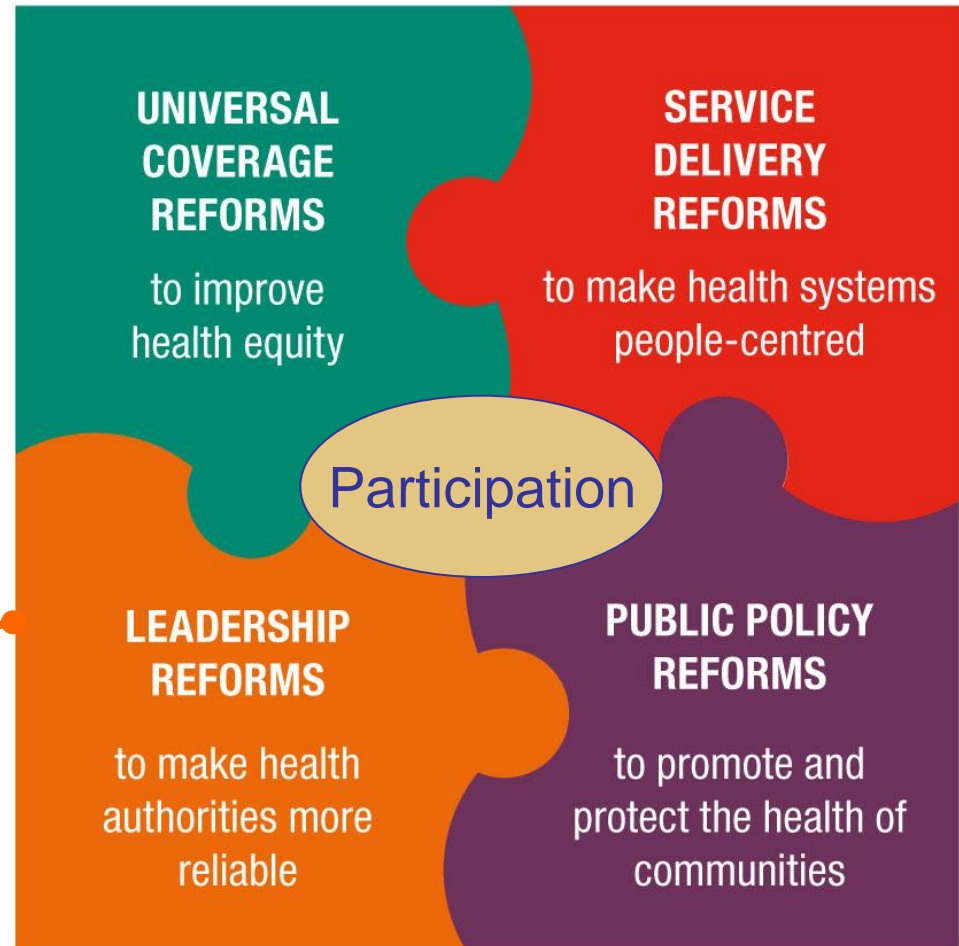 UNIVERSAL
COVERAGE
REFORMS
to improve
health equity
SERVICE
DELIVERY
REFORMS
to make health systems
people-centred
Participation
LEADERSHIP
REFORMS
to make health
authorities more
reliable
PUBLIC POLICY
REFORMS
to promote and
protect the health of
communities